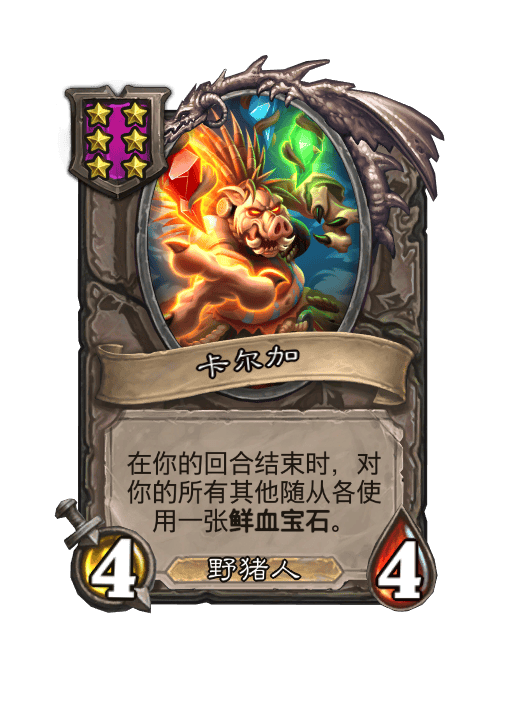 卡尔加
在你的回合结束时，对
你的所有其他随从各使
用一张鲜血宝石。
4
野猪人
4